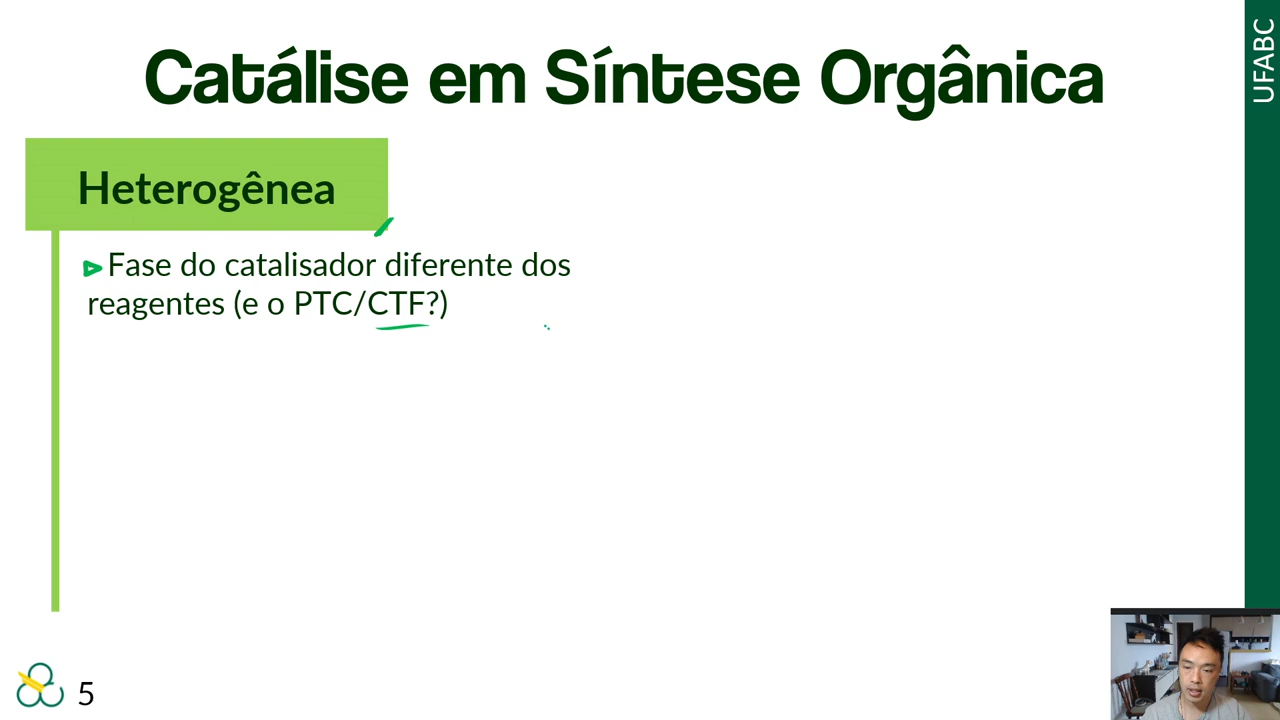 Catálise em Síntese Orgânica
UFABC
Heterogênea
Fase do catalisador diferente dos
reagentes (e o PTC/CTF?)
5